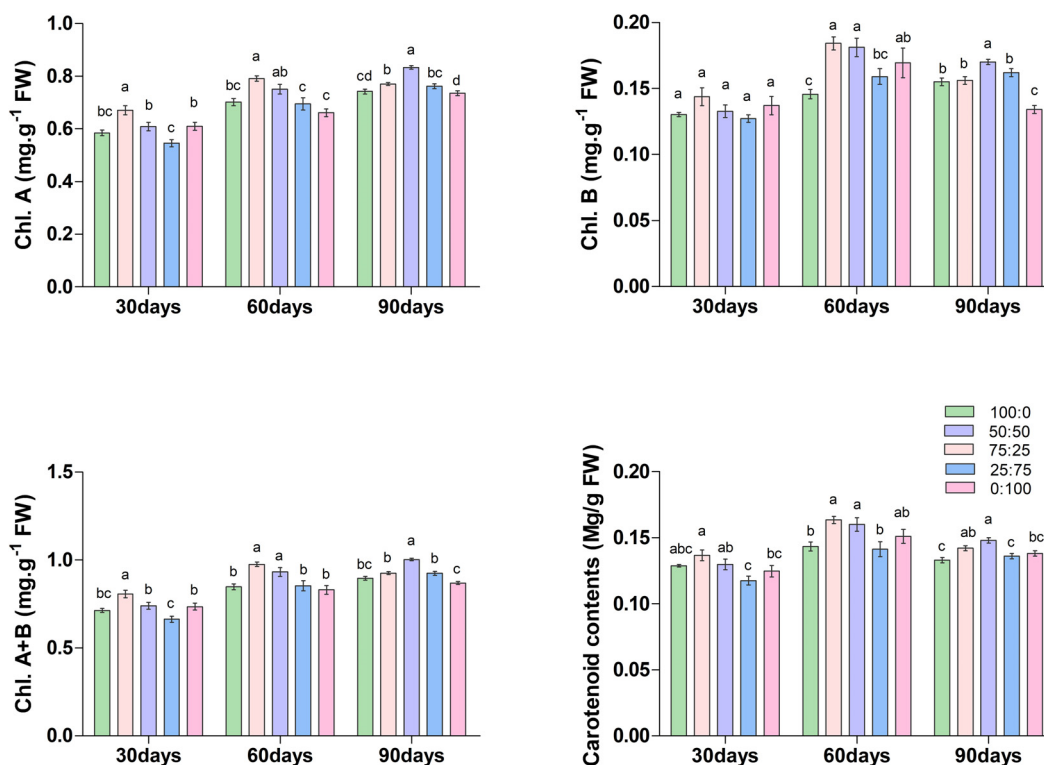 Chl. A (mg.g⁻¹ FW)
1.0
0.8
0.6
0.4
0.2
0.0
bc a b c b
bc a ab c c
cd b a bc d
30days 60days 90days
Chl. B (mg.g⁻¹ FW)
0.20
0.15
0.10
0.05
0.00
a a a a a
c a a bc ab
b b a b c
30days 60days 90days
Chl. A+B (mg.g⁻¹ FW)
1.5
1.0
0.5
0.0
bc a b c b
b a a b b
bc b a b c
30days 60days 90days
100:0
50:50
75:25
25:75
0:100
Carotenoid contents (Mg/g FW)
0.20
0.15
0.10
0.05
0.00
abc a ab c bc
b a a b ab
c ab a c bc
30days 60days 90days